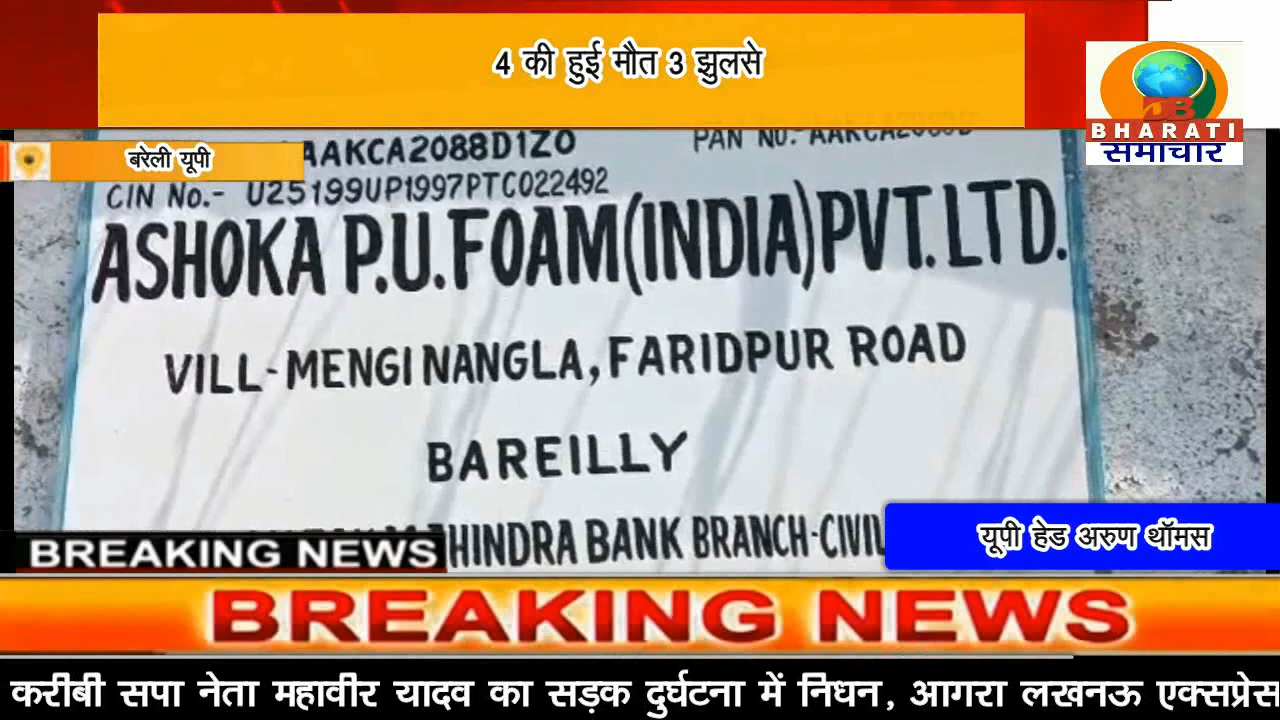 4 की हुई मौत 3 झुलसे
BHARATI
समाचार
बरेली यूपी
AAKCA2088D1ZO
PAN NO.- AAKCA2088D
CIN No.- U25199UP1997PTC022492
ASHOKA P.U.FOAM(INDIA)PVT.LTD.
VILL-MENGI NANGLA, FARIDPUR ROAD
BAREILLY
HINDRA BANK BRANCH-CIVIL
यूपी हेड अरुण थॉमस
BREAKING NEWS
BREAKING NEWS
करीबी सपा नेता महावीर यादव का सड़क दुर्घटना में निधन, आगरा लखनऊ एक्सप्रेस